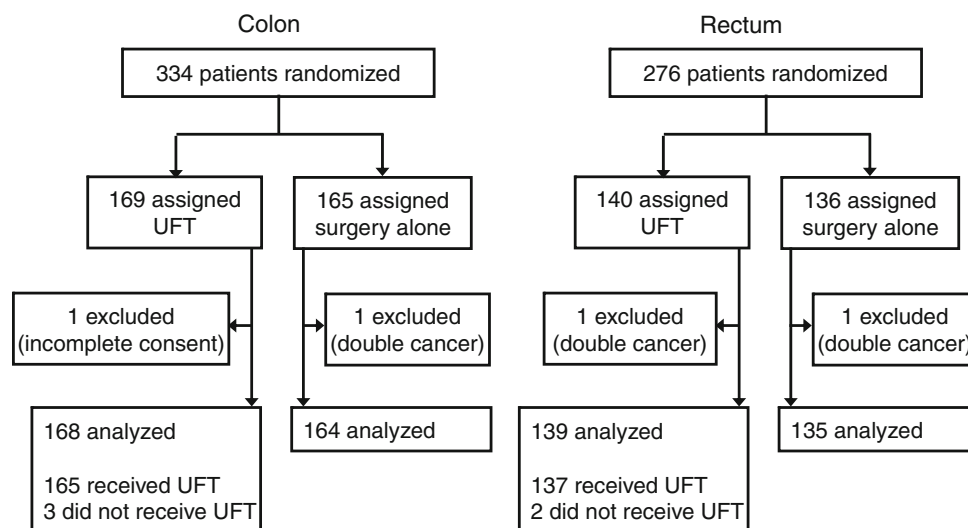 Colon
334 patients randomized
169 assigned
UFT
165 assigned
surgery alone
1 excluded
(incomplete consent)
1 excluded
(double cancer)
168 analyzed
165 received UFT
3 did not receive UFT
164 analyzed
Rectum
276 patients randomized
140 assigned
UFT
136 assigned
surgery alone
1 excluded
(double cancer)
1 excluded
(double cancer)
139 analyzed
137 received UFT
2 did not receive UFT
135 analyzed